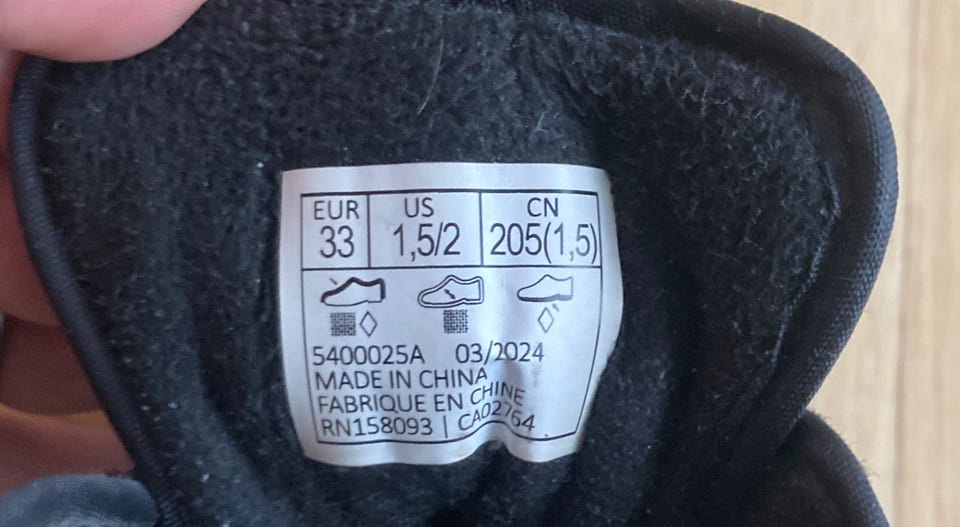 EUR US CN
33 1,5/2 205(1,5)
5400025A 03/2024
MADE IN CHINA
FABRIQUE EN CHINE
RN158093 | CA02764